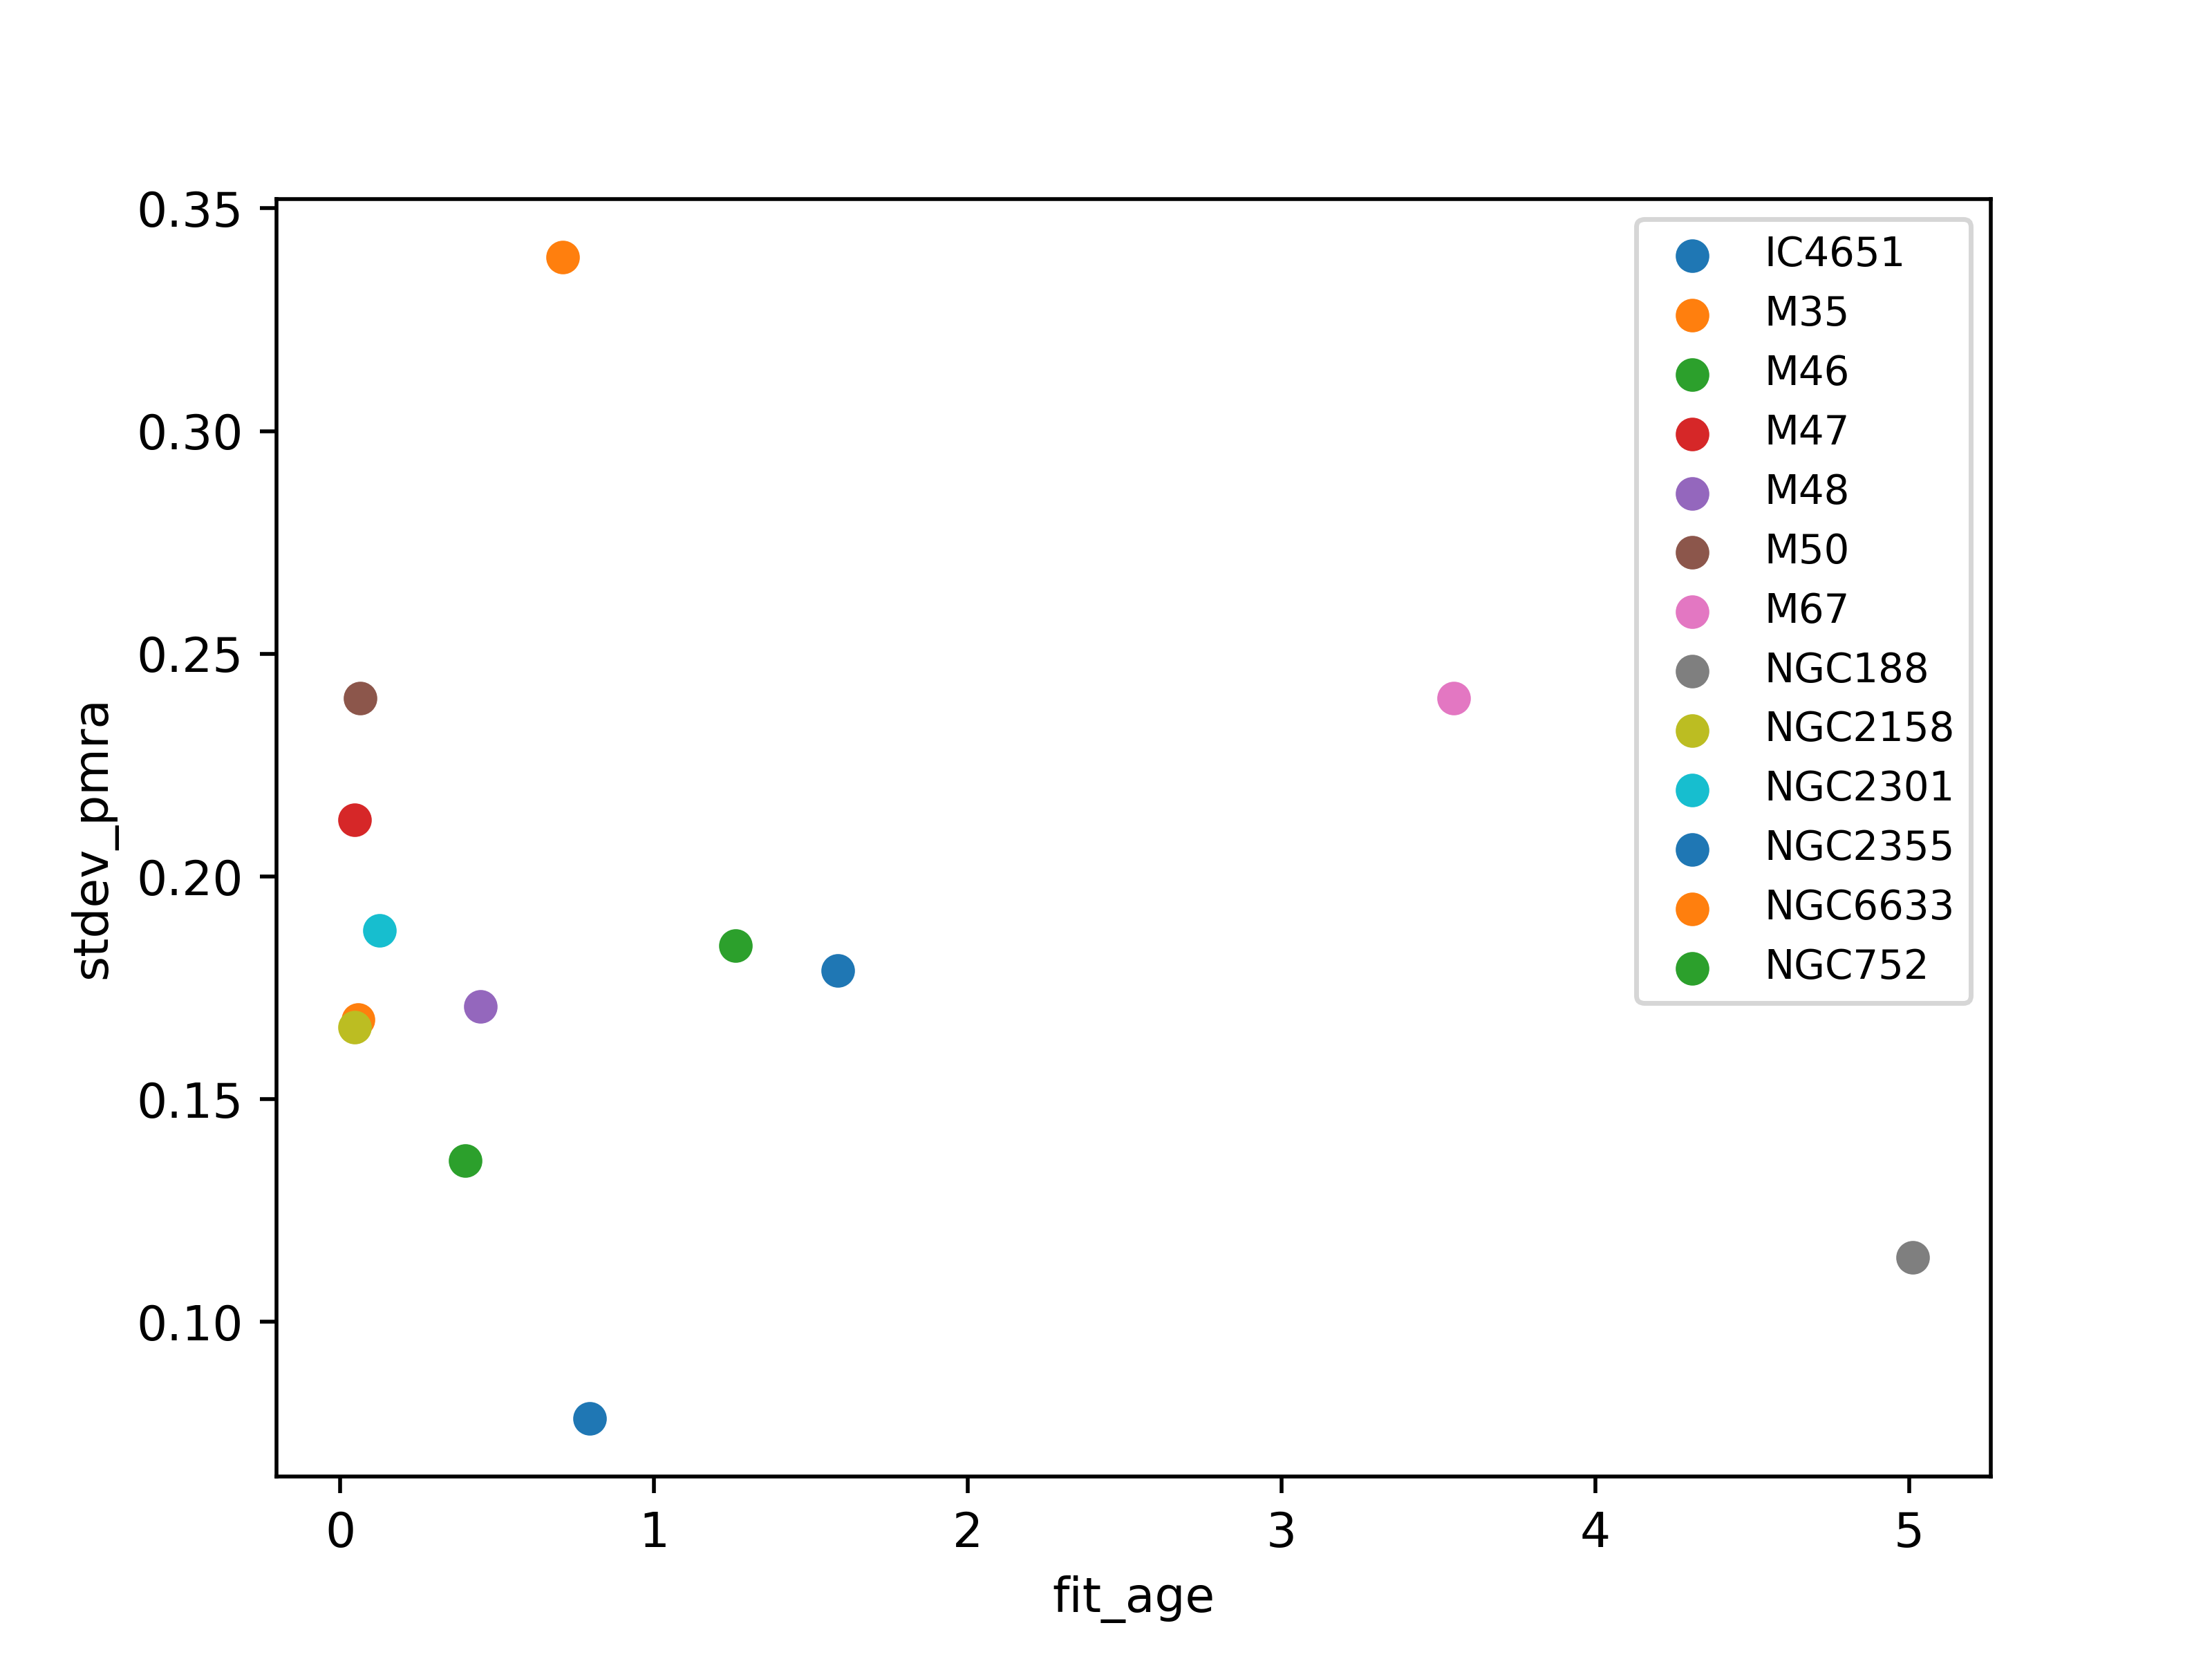 0.35
0.30
0.25
0.20
0.15
0.10
stdev_pmra
0 1 2 3 4 5
fit_age
IC4651
M35
M46
M47
M48
M50
M67
NGC188
NGC2158
NGC2301
NGC2355
NGC6633
NGC752